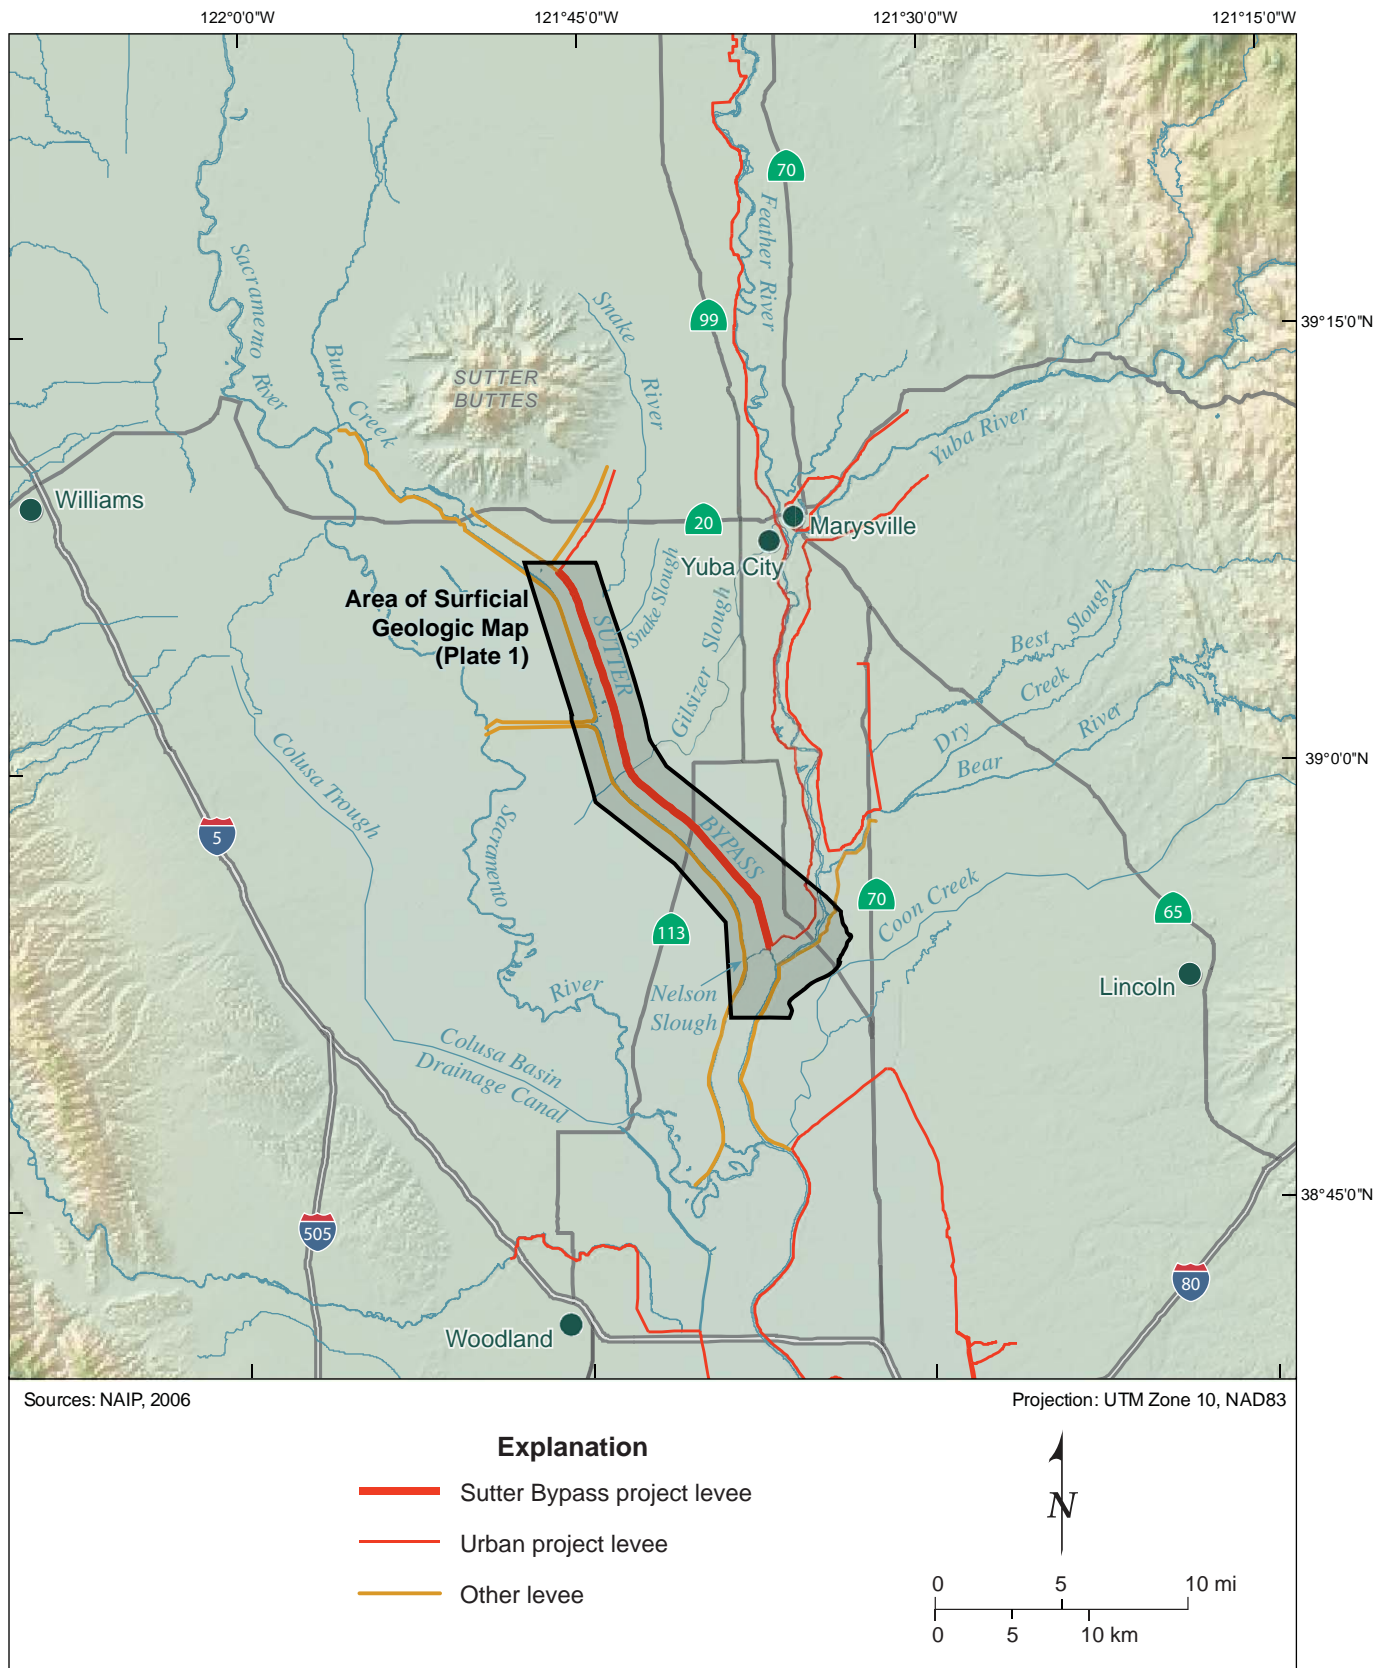 122°0'0"W
121°45'0"W
121°30'0"W
121°15'0"W
70
Feather River
99
Snake
River
39°15'0"N
Sacramento
River
Butte Creek
SUTTER
BUTTES
Yuba River
Williams
20
Marysville
Yuba City
Area of Surficial
Geologic Map
(Plate 1)
SUTTER
Snake Slough
Gilsizer Slough
Best Slough
Dry Creek
Bear River
39°0'0"N
Colusa Trough
5
Sacramento
River
BYPASS
113
70
Coon Creek
65
Lincoln
Nelson
Slough
Colusa Basin
Drainage Canal
38°45'0"N
505
80
Woodland
Sources: NAIP, 2006
Projection: UTM Zone 10, NAD83
Explanation
Sutter Bypass project levee
Urban project levee
Other levee
N
0 5 10 mi
0 5 10 km